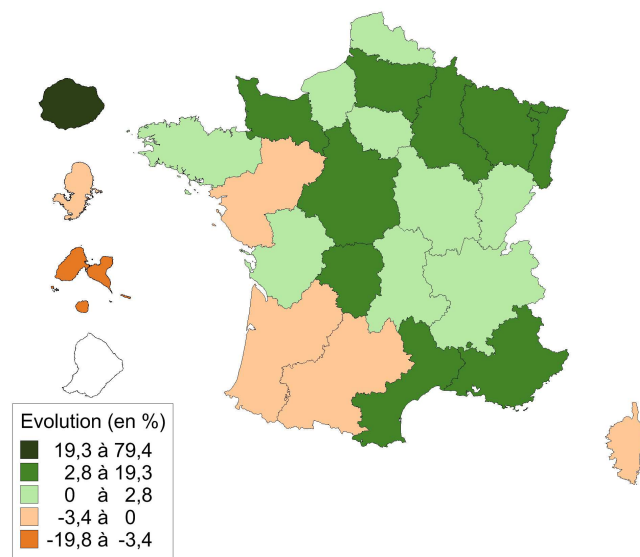 Evolution (en %)
19,3 à 79,4
2,8 à 19,3
0 à 2,8
-3,4 à 0
-19,8 à -3,4